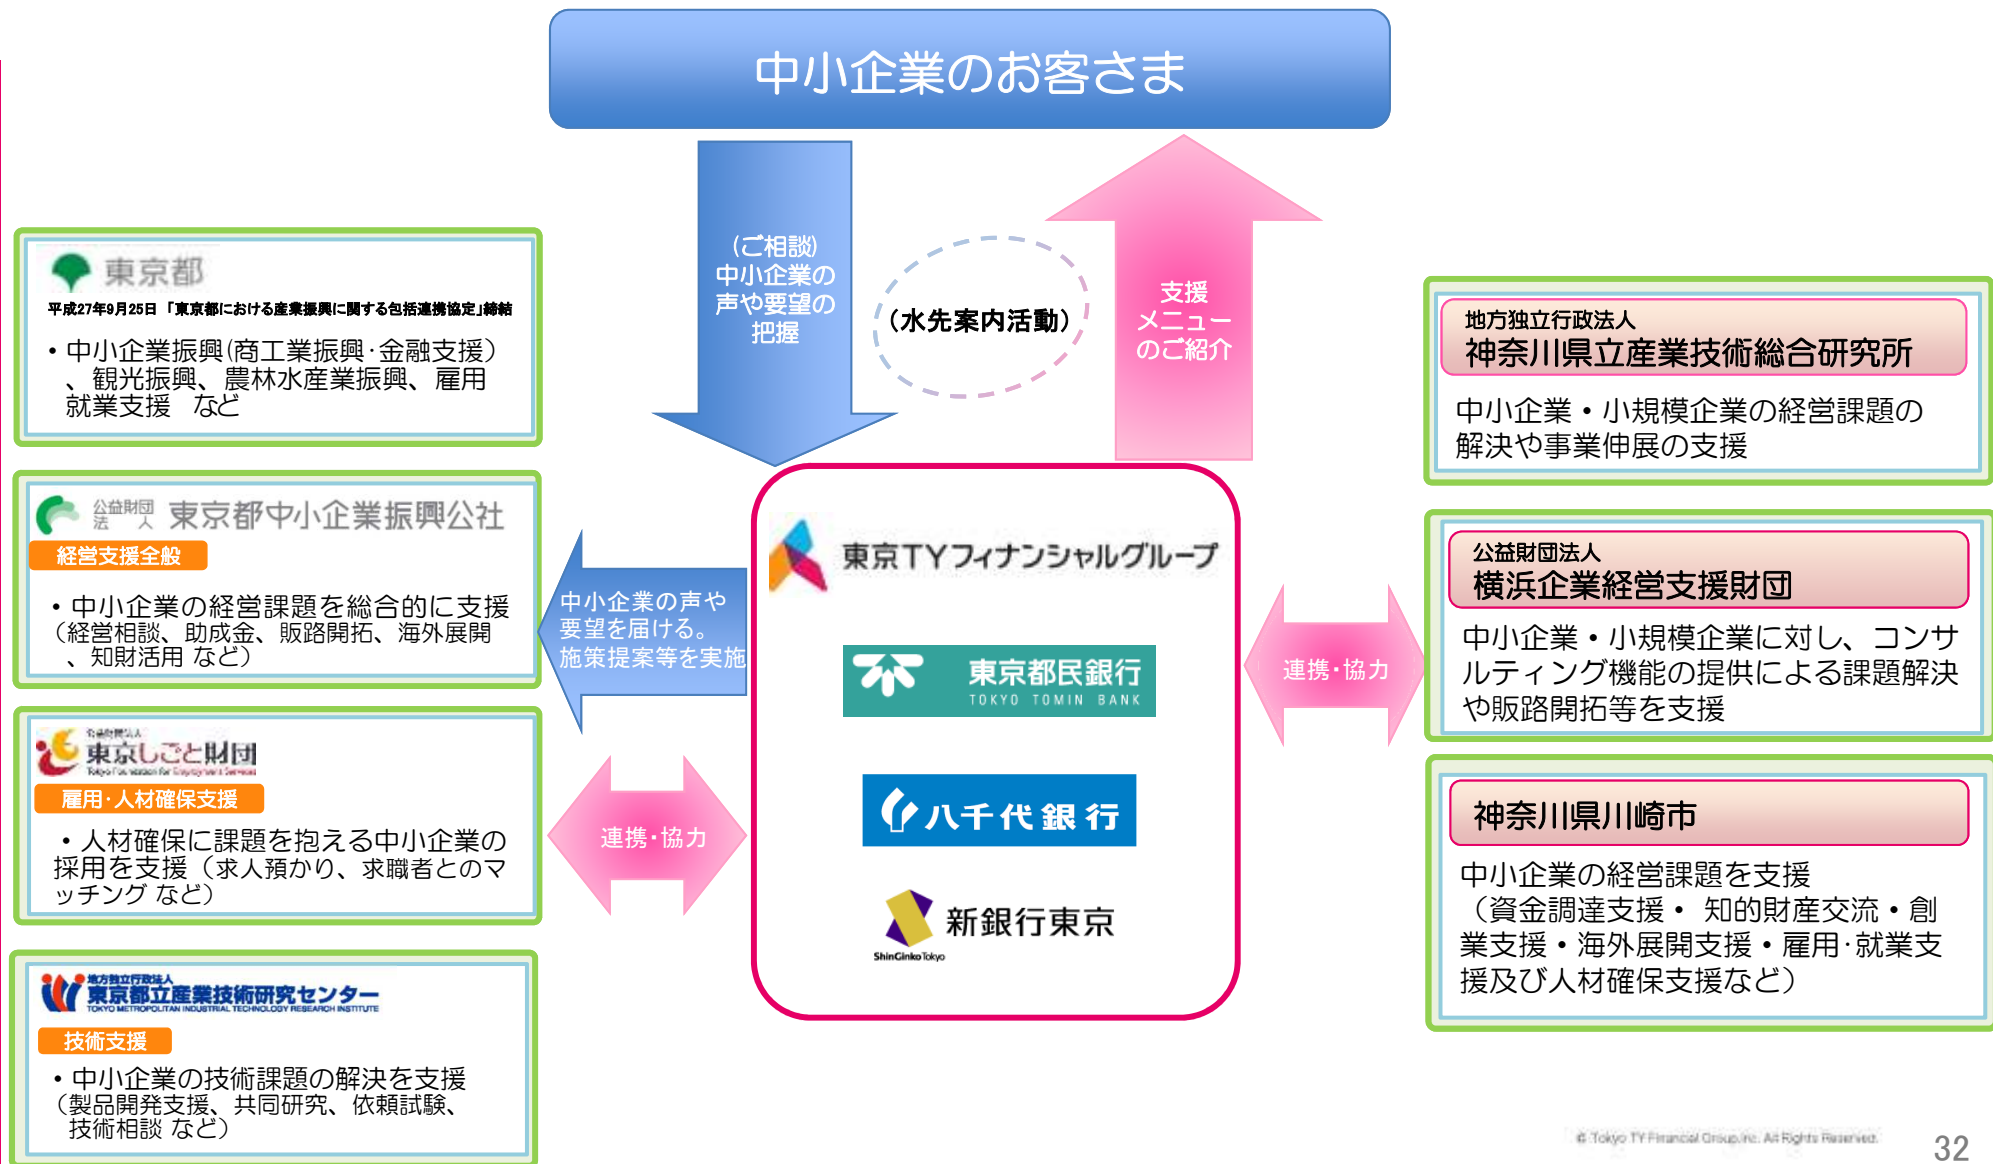 中小企業のお客さま
(ご相談)
中小企業の
声や要望の
把握
(水先案内活動)
支援
メニュー
のご紹介
東京都
平成27年9月25日「東京都における産業振興に関する包括連携協定」締結
・中小企業振興(商工業振興・金融支援)
、観光振興、農林水産業振興、雇用
就業支援 など
公益財団
法 人
東京都中小企業振興公社
経営支援全般
・中小企業の経営課題を総合的に支援
(経営相談、助成金、販路開拓、海外展開
、知財活用 など)
公益財団法人
東京しごと財団
Tokyo Foundation for Employment Services
雇用・人材確保支援
・人材確保に課題を抱える中小企業の
採用を支援(求人預かり、求職者とのマ
ッチング など)
地方独立行政法人
東京都立産業技術研究センター
TOKYO METROPOLITAN INDUSTRIAL TECHNOLOGY RESEARCH INSTITUTE
技術支援
・中小企業の技術課題の解決を支援
(製品開発支援、共同研究、依頼試験、
技術相談 など)
中小企業の声や
要望を届ける。
施策提案等を実施
連携・協力
東京TYフィナンシャルグループ
東京都民銀行
TOKYO TOMIN BANK
八千代銀行
新銀行東京
ShinGinko Tokyo
連携・協力
地方独立行政法人
神奈川県立産業技術総合研究所
中小企業・小規模企業の経営課題の
解決や事業伸展の支援
公益財団法人
横浜企業経営支援財団
中小企業・小規模企業に対し、コンサ
ルティング機能の提供による課題解決
や販路開拓等を支援
神奈川県川崎市
中小企業の経営課題を支援
(資金調達支援・ 知的財産交流・創
業支援・海外展開支援・雇用・就業支
援及び人材確保支援など)
© Tokyo TY Financial Group,Inc. All Rights Reserved.
32